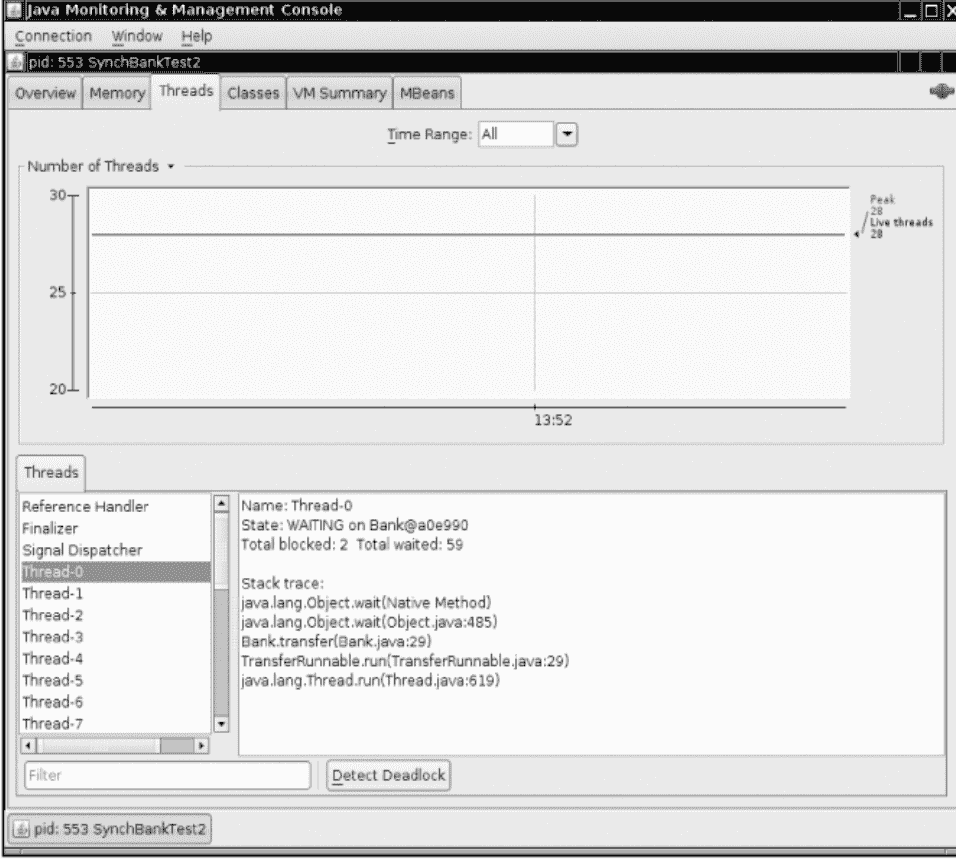 Java Monitoring & Management Console
Connection Window Help
pid: 553 SynchBankTest2
Overview Memory Threads Classes VM Summary MBeans
Time Range: All
Number of Threads
30
25
20
Peak
28
Live threads
28
13:52
Threads
Reference Handler
Finalizer
Signal Dispatcher
Thread-0
Thread-1
Thread-2
Thread-3
Thread-4
Thread-5
Thread-6
Thread-7
Name: Thread-0
State: WAITING on Bank@a0e990
Total blocked: 2 Total waited: 59
Stack trace:
java.lang.Object.wait(Native Method)
java.lang.Object.wait(Object.java:485)
Bank.transfer(Bank.java:29)
TransferRunnable.run(TransferRunnable.java:29)
java.lang.Thread.run(Thread.java:619)
Filter
Detect Deadlock
pid: 553 SynchBankTest2